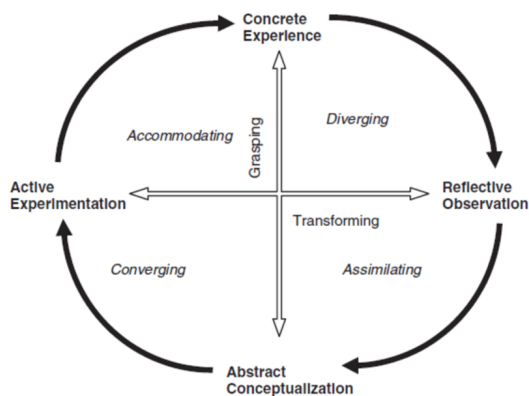 Concrete
Experience
Diverging
Accommodating
Grasping
Active
Experimentation
Reflective
Observation
Transforming
Converging
Assimilating
Abstract
Conceptualization